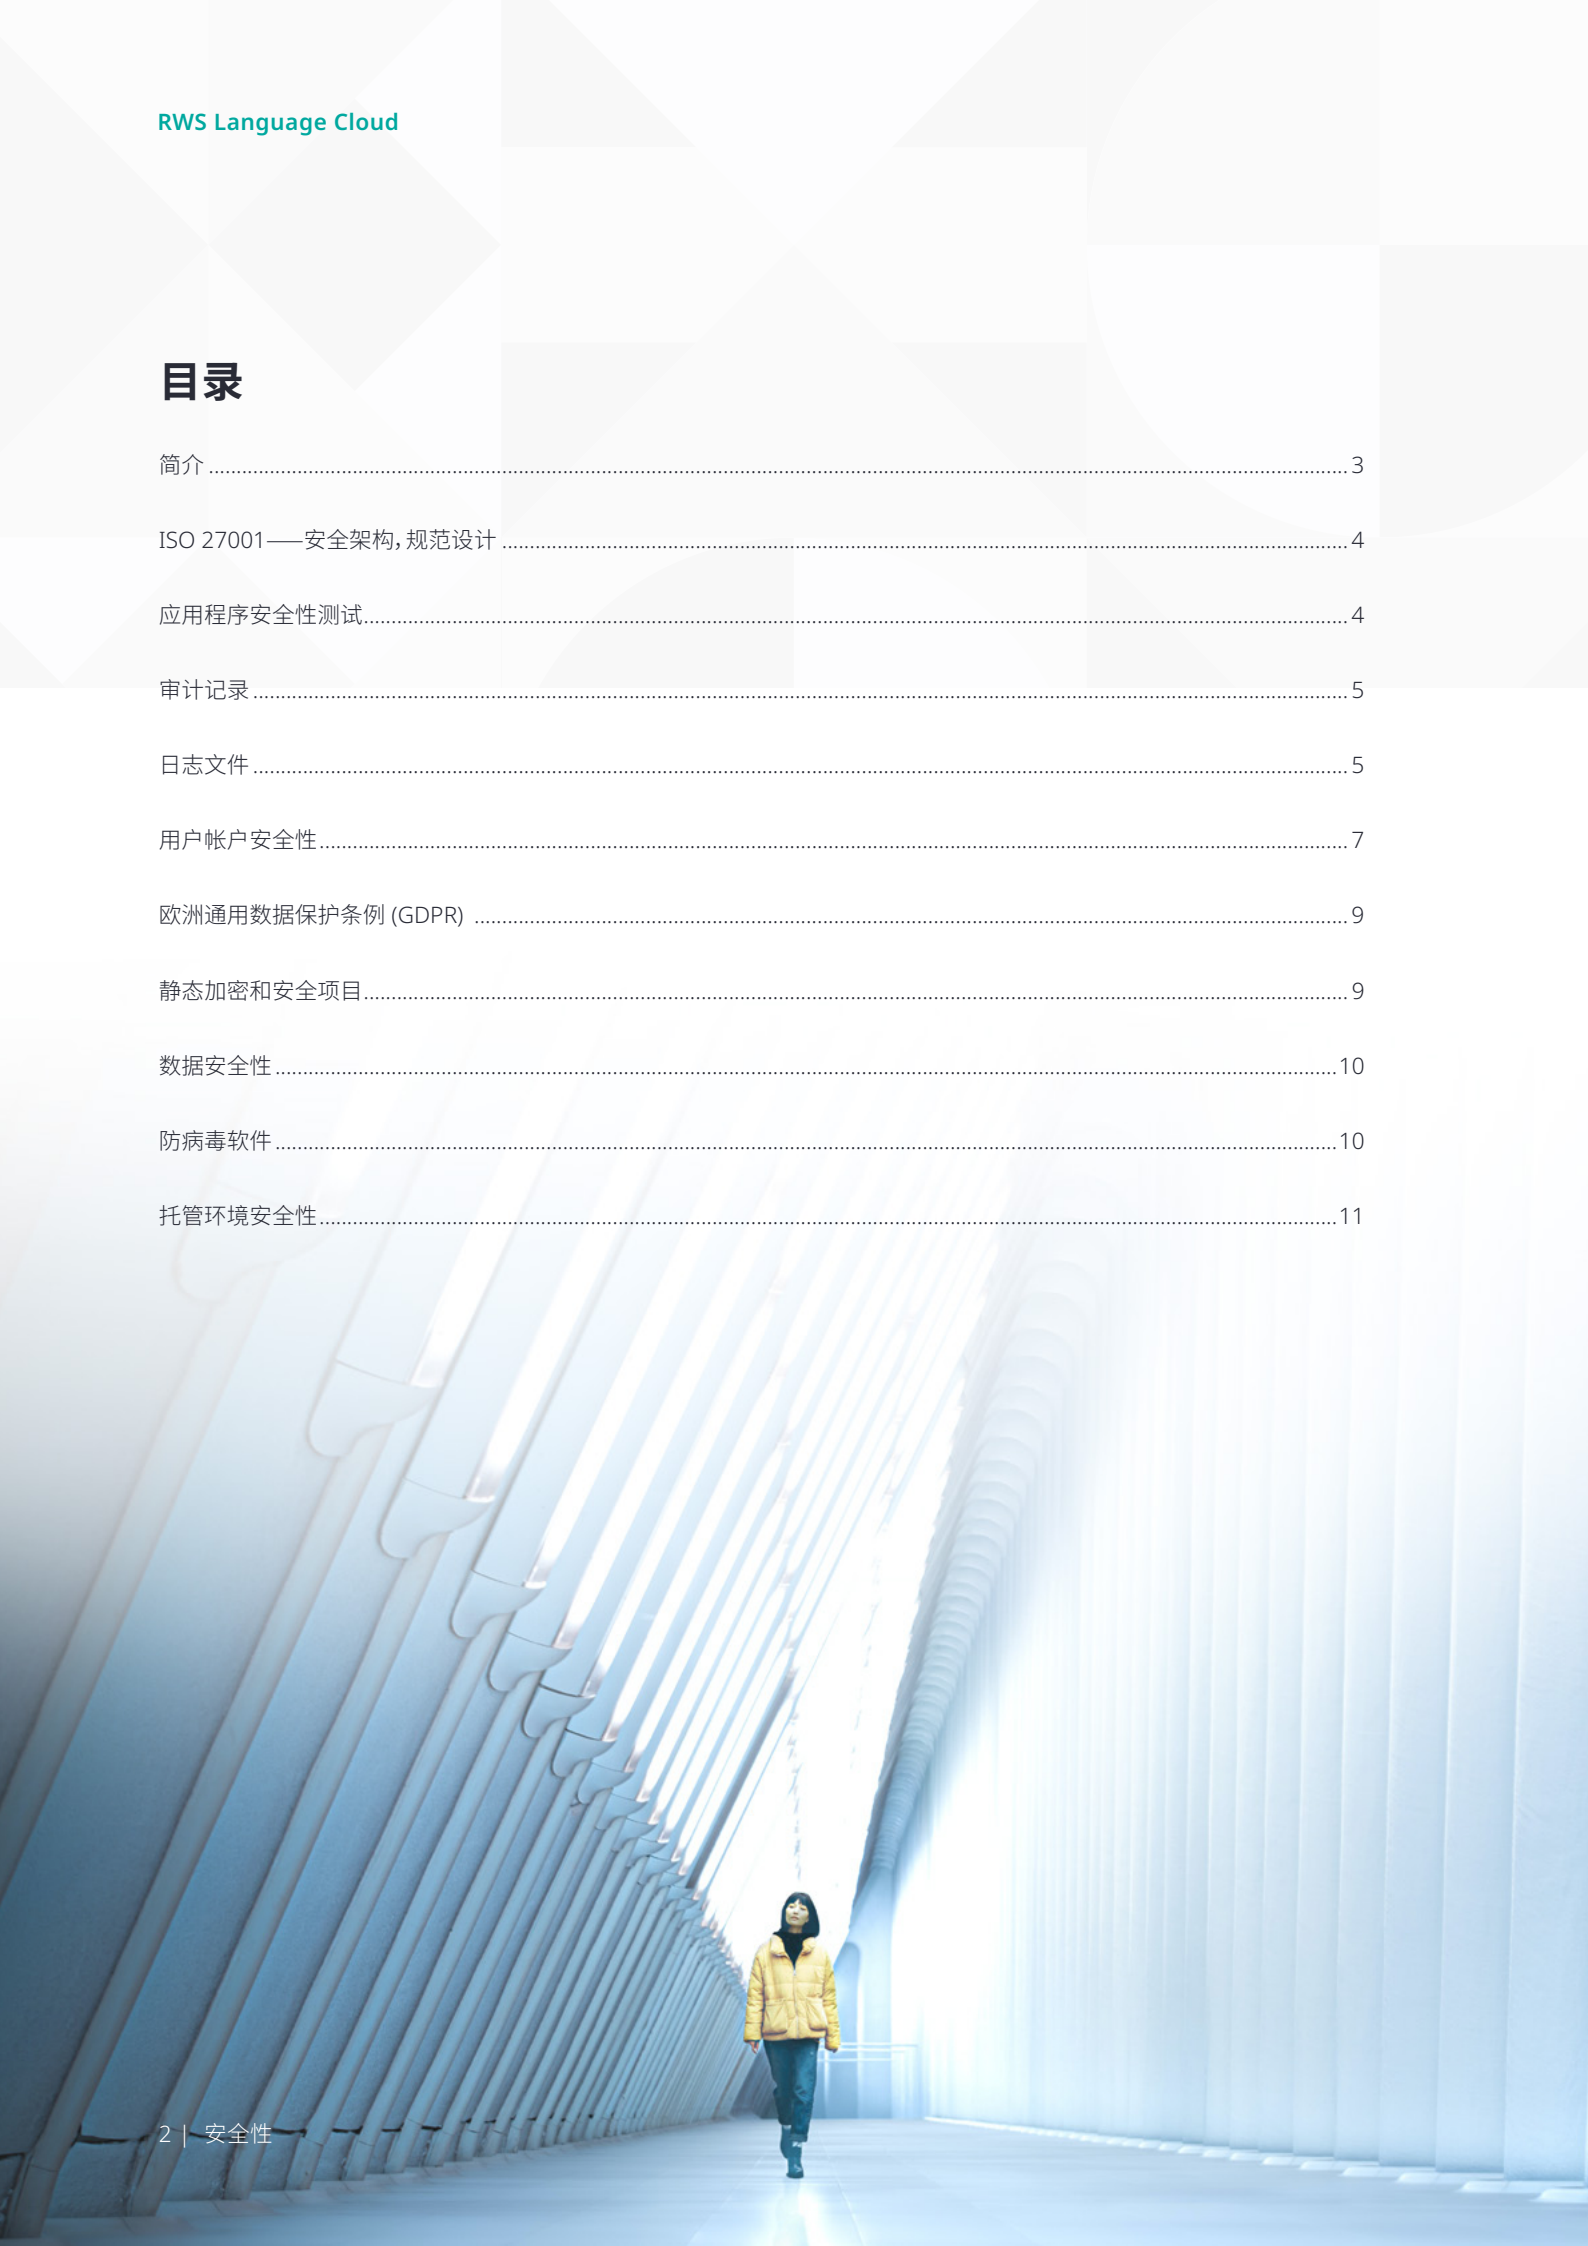 RWS Language Cloud
目录
简介 3
ISO 27001——安全架构，规范设计 4
应用程序安全性测试 4
审计记录 5
日志文件 5
用户帐户安全性 7
欧洲通用数据保护条例 (GDPR) 9
静态加密和安全项目 9
数据安全性 10
防病毒软件 10
托管环境安全性 11
2 | 安全性